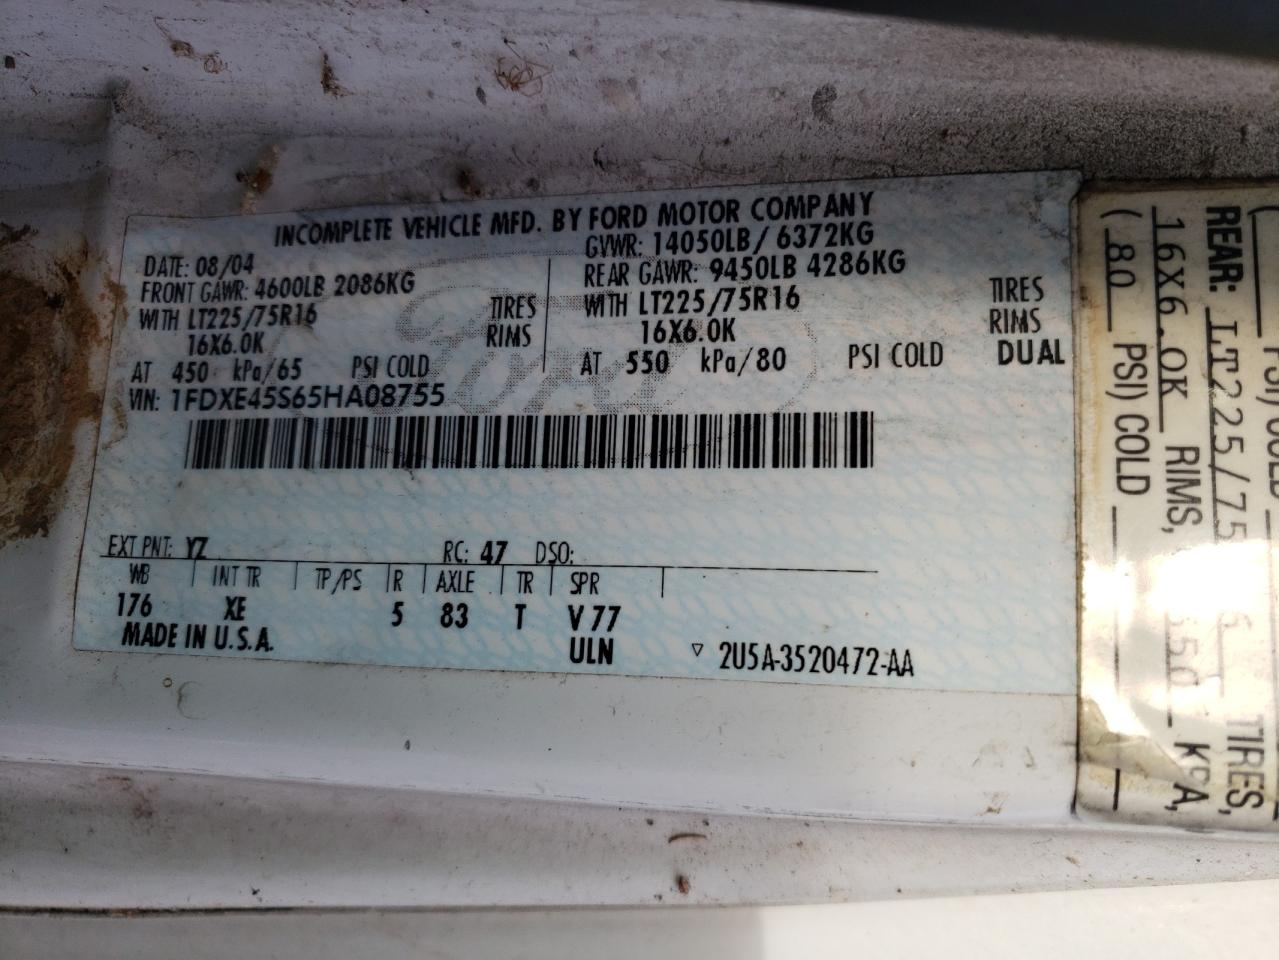 INCOMPLETE VEHICLE MFD. BY FORD MOTOR COMPANY
DATE: 08/04
GVWR: 14050LB/ 6372KG
FRONT GAWR: 4600LB 2086KG
REAR GAWR: 9450LB 4286KG
WITH LT225/75R16 TIRES
WITH LT225/75R16 TIRES
16X6.0K RIMS
16X6.0K RIMS
AT 450 kPa/65 PSI COLD
AT 550 kPa/80 PSI COLD DUAL
VIN: 1FDXE45S65HA08755
Ford
EXT PNT: YZ RC: 47 DSO:
WB INT TR TP/PS R AXLE TR SPR
176 XE 5 83 T V 77
MADE IN U.S.A. ULN
▽ 2U5A-3520472-AA
PSI) COLD
REAR: LT225/75 TIRES,
16X6.0K RIMS, KPA,
( 80 PSI) COLD